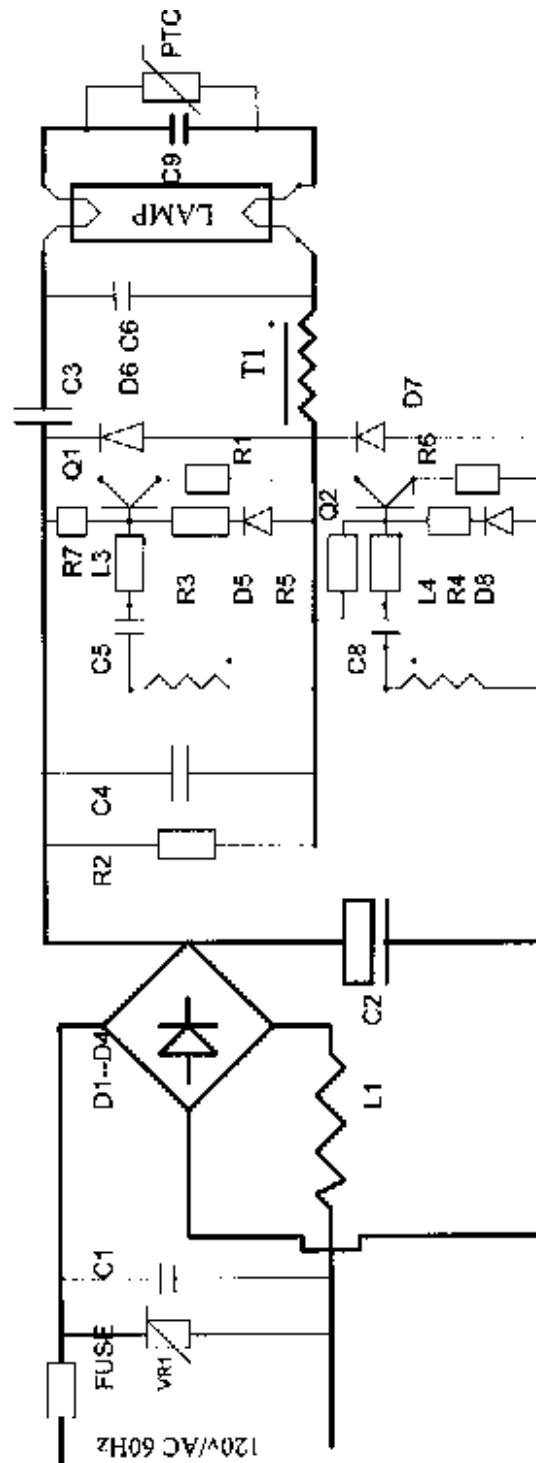 PTC
C9
LAMP
C6
D6
C3
T1
D7
Q1
R1
Q2
R6
R7
L3
R3
D5
R5
L4
R4
D8
C5
C8
C4
R2
C2
D1--D4
L1
C1
FUSE
VR1
120v/AC 60Hz